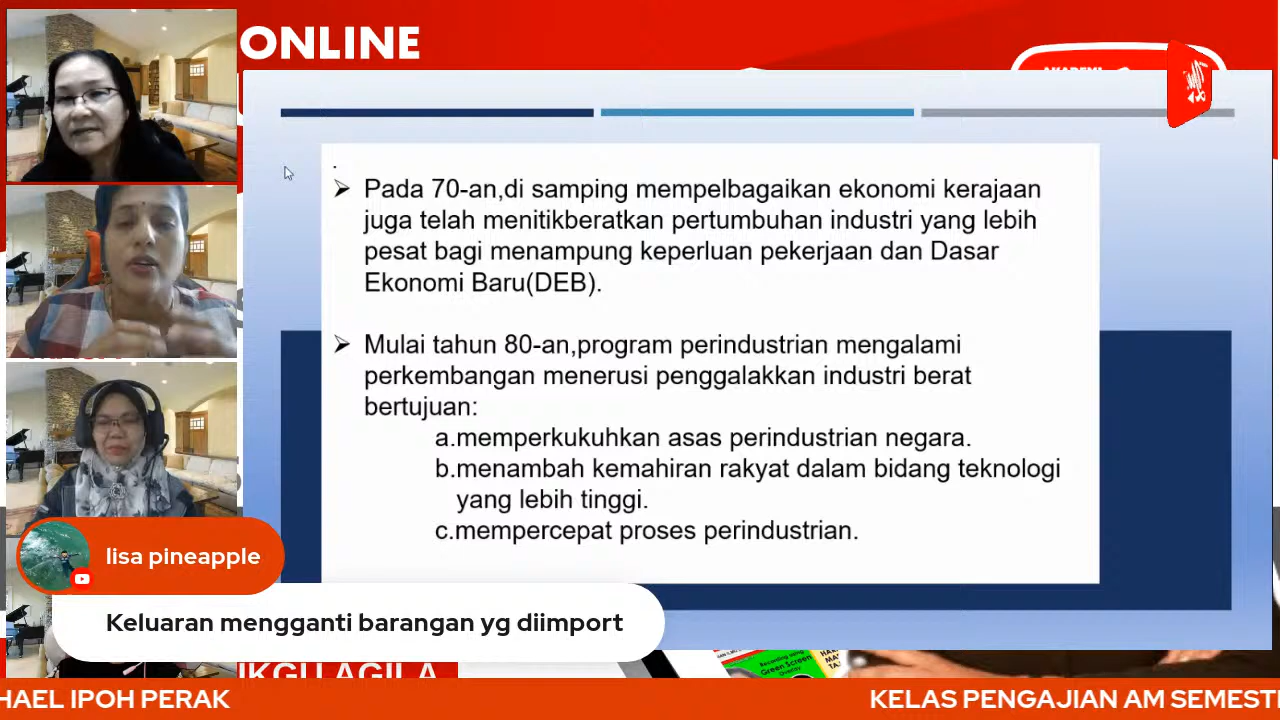 ONLINE
Pada 70-an,di samping mempelbagaikan ekonomi kerajaan
juga telah menitikberatkan pertumbuhan industri yang lebih
pesat bagi menampung keperluan pekerjaan dan Dasar
Ekonomi Baru(DEB).
Mulai tahun 80-an,program perindustrian mengalami
perkembangan menerusi penggalakkan industri berat
bertujuan:
a.memperkukuhkan asas perindustrian negara.
b.menambah kemahiran rakyat dalam bidang teknologi
yang lebih tinggi.
c.mempercepat proses perindustrian.
lisa pineapple
Keluaran mengganti barangan yg diimport
Green Screen
HAEL IPOH PERAK
KELAS PENGAJIAN AM SEMEST